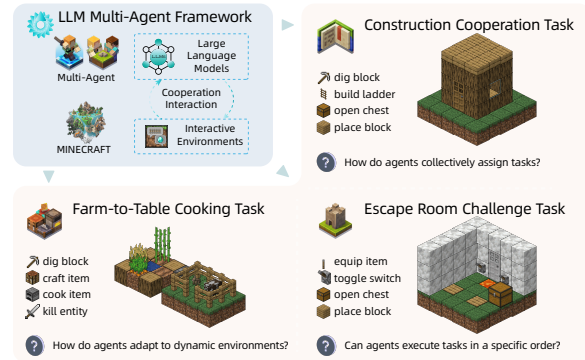 LLM Multi-Agent Framework
Multi-Agent
LLMs
Large
Language
Models
Cooperation
Interaction
MINECRAFT
Interactive
Environments
Construction Cooperation Task
dig block
build ladder
open chest
place block
? How do agents collectively assign tasks?
Farm-to-Table Cooking Task
dig block
craft item
cook item
kill entity
? How do agents adapt to dynamic environments?
Escape Room Challenge Task
equip item
toggle switch
open chest
place block
? Can agents execute tasks in a specific order?